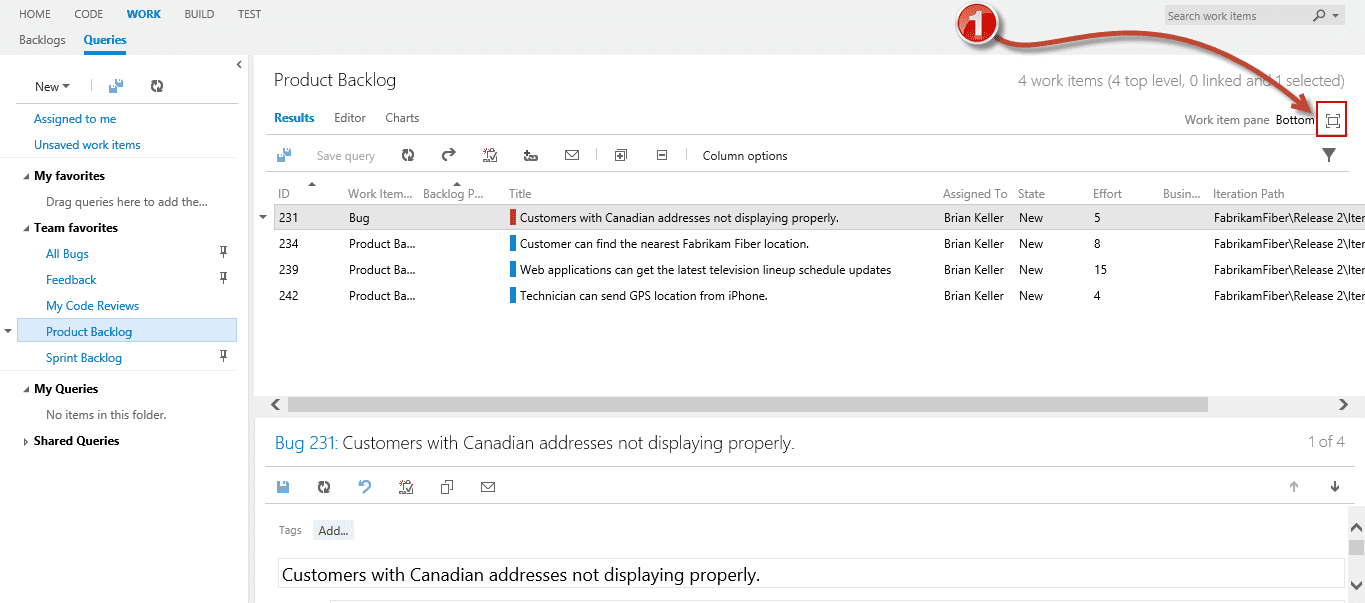 HOME CODE WORK BUILD TEST
1
Search work items
Backlogs Queries
New
Assigned to me
Unsaved work items
My favorites
Drag queries here to add the...
Team favorites
All Bugs
Feedback
My Code Reviews
Product Backlog
Sprint Backlog
My Queries
No items in this folder.
Shared Queries
Product Backlog
4 work items (4 top level, 0 linked and 1 selected)
Results Editor Charts
Work item pane Bottom
Save query Column options
ID Work Item... Backlog P... Title Assigned To State Effort Busin... Iteration Path
231 Bug Customers with Canadian addresses not displaying properly. Brian Keller New 5 FabrikamFiber\Release 2\Iter
234 Product Ba... Customer can find the nearest Fabrikam Fiber location. Brian Keller New 8 FabrikamFiber\Release 2\Iter
239 Product Ba... Web applications can get the latest television lineup schedule updates Brian Keller New 15 FabrikamFiber\Release 2\Iter
242 Product Ba... Technician can send GPS location from iPhone. Brian Keller New 4 FabrikamFiber\Release 2\Iter
Bug 231: Customers with Canadian addresses not displaying properly.
1 of 4
Tags Add...
Customers with Canadian addresses not displaying properly.